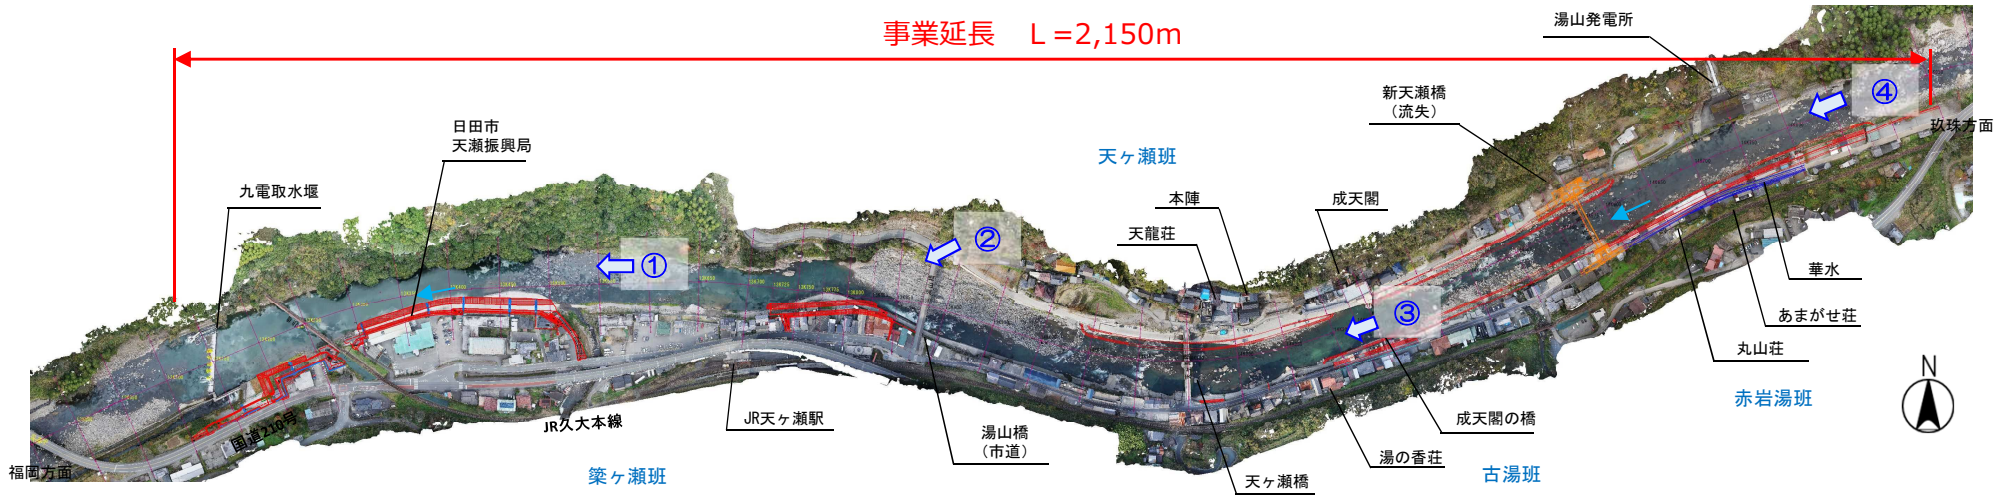 事業延長　L=2,150m
湯山発電所
④
玖珠方面
新天瀬橋
（流失）
日田市
天瀬振興局
天ヶ瀬班
九電取水堰
本陣
成天閣
天龍荘
②
①
③
華水
あまがせ荘
丸山荘
N
赤岩湯班
国道210号
JR久大本線
JR天ヶ瀬駅
湯山橋
（市道）
成天閣の橋
湯の香荘
天ヶ瀬橋
古湯班
簗ヶ瀬班
福岡方面